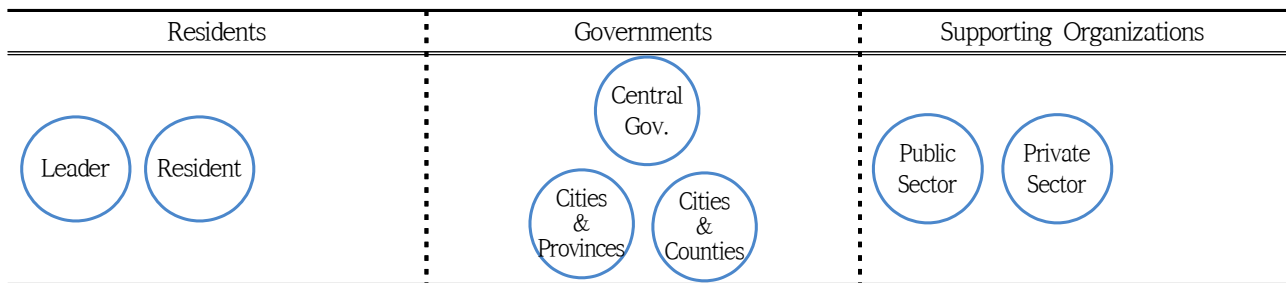 Residents
Governments
Supporting Organizations
Leader
Resident
Central
Gov.
Cities
&
Provinces
Cities
&
Counties
Public
Sector
Private
Sector